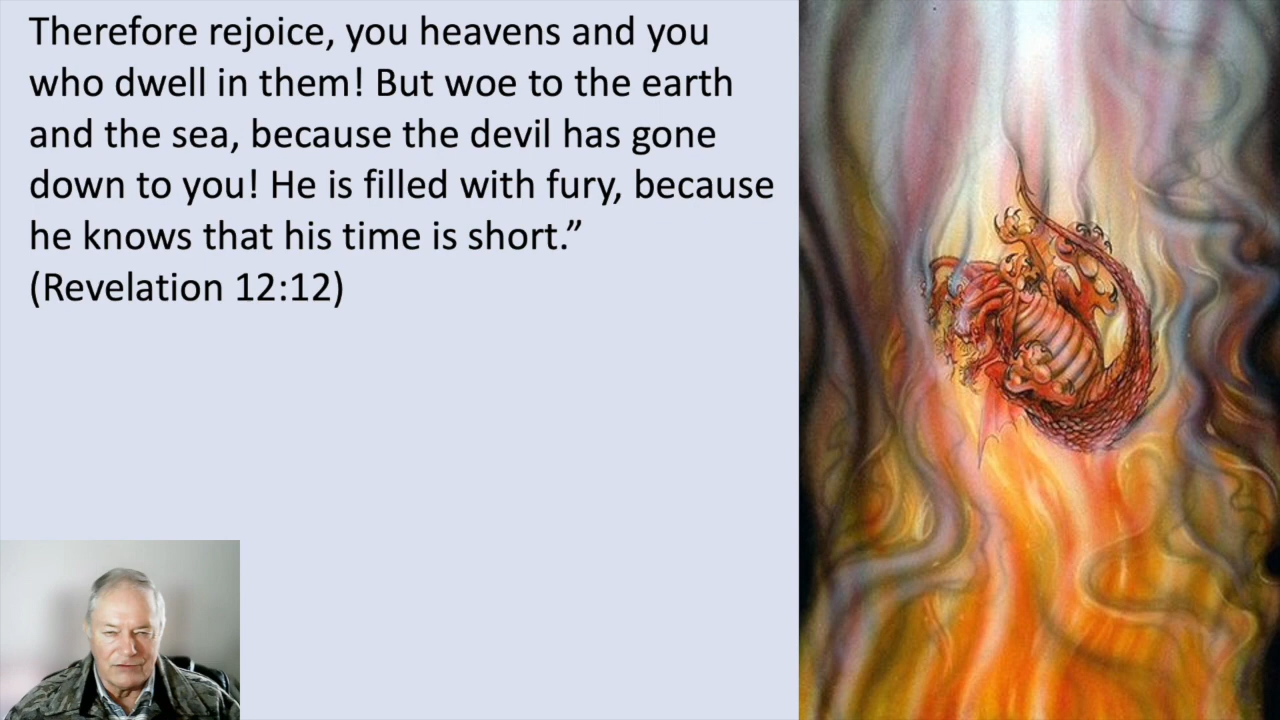 Therefore rejoice, you heavens and you
who dwell in them! But woe to the earth
and the sea, because the devil has gone
down to you! He is filled with fury, because
he knows that his time is short.”
(Revelation 12:12)